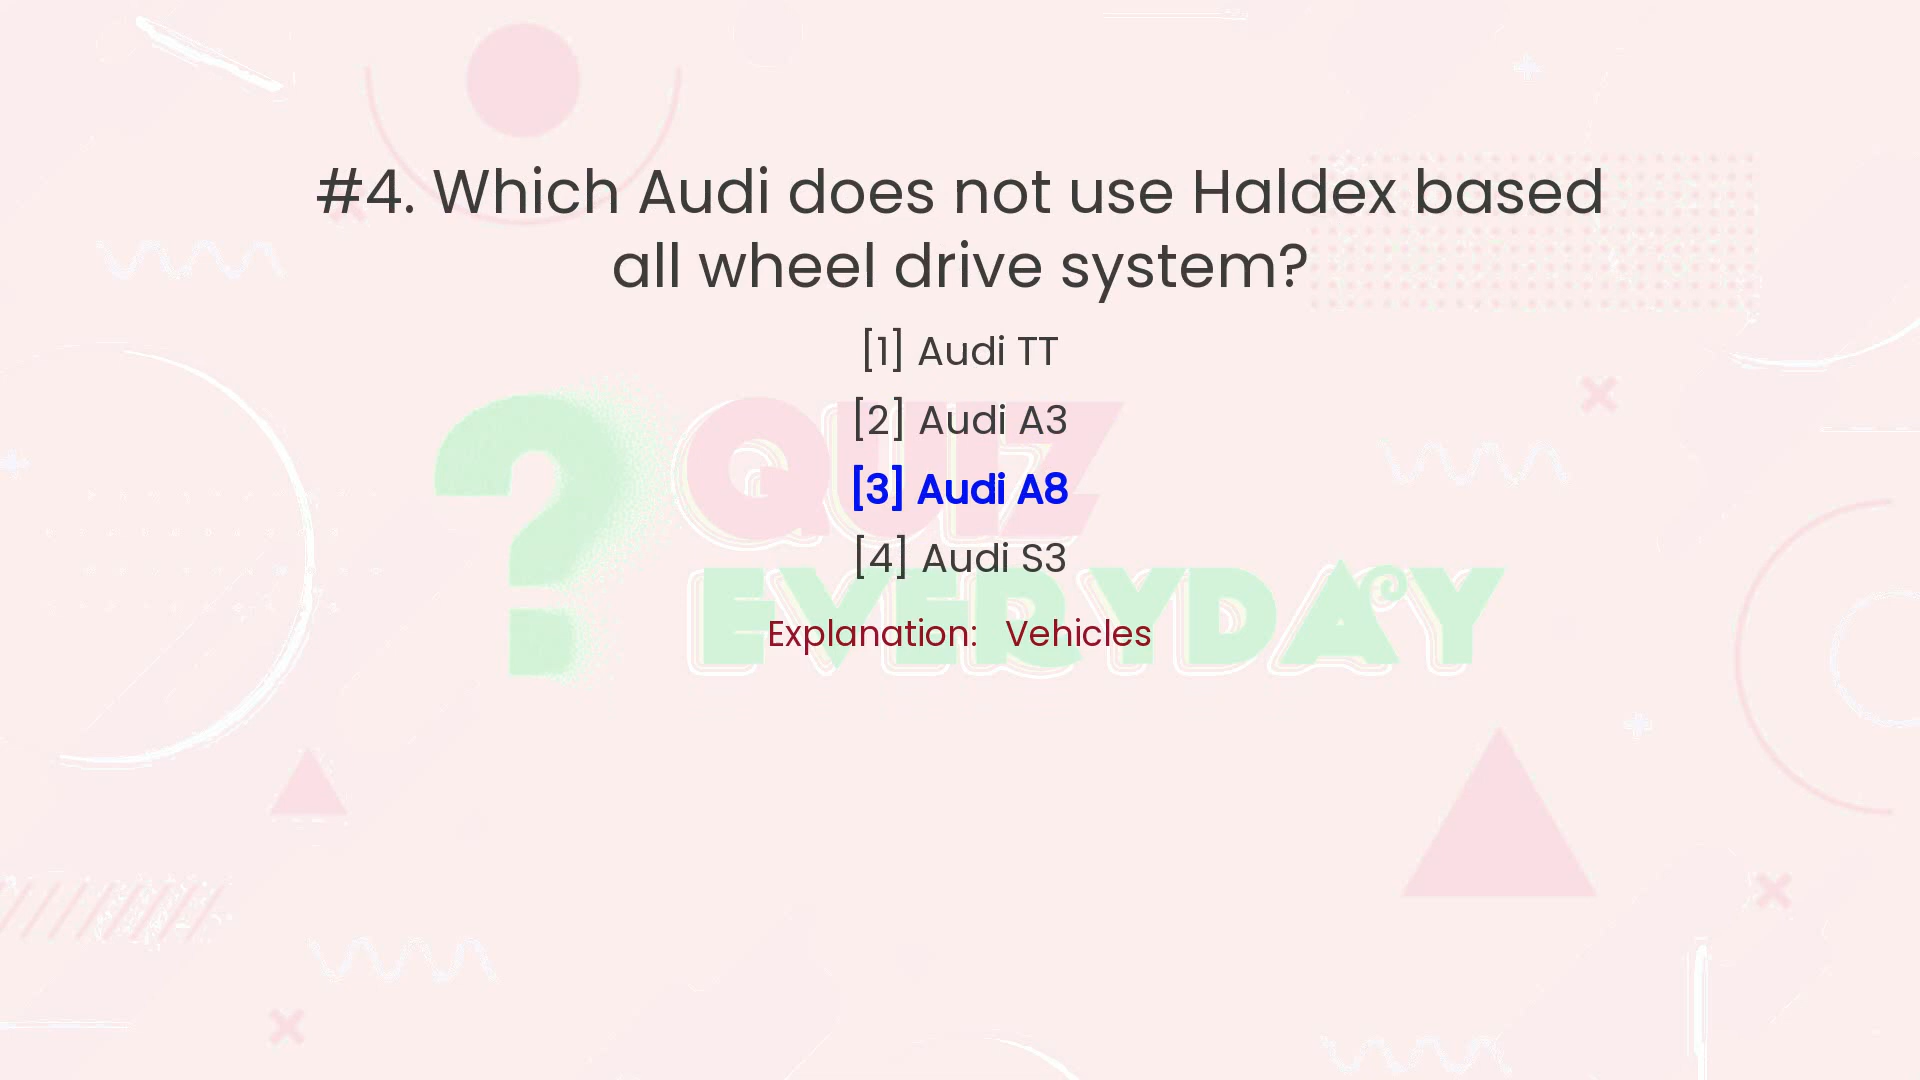 #4. Which Audi does not use Haldex based
all wheel drive system?
[1] Audi TT
[2] Audi A3
[3] Audi A8
[4] Audi S3
Explanation: Vehicles
QUIZ
EVERYDAY